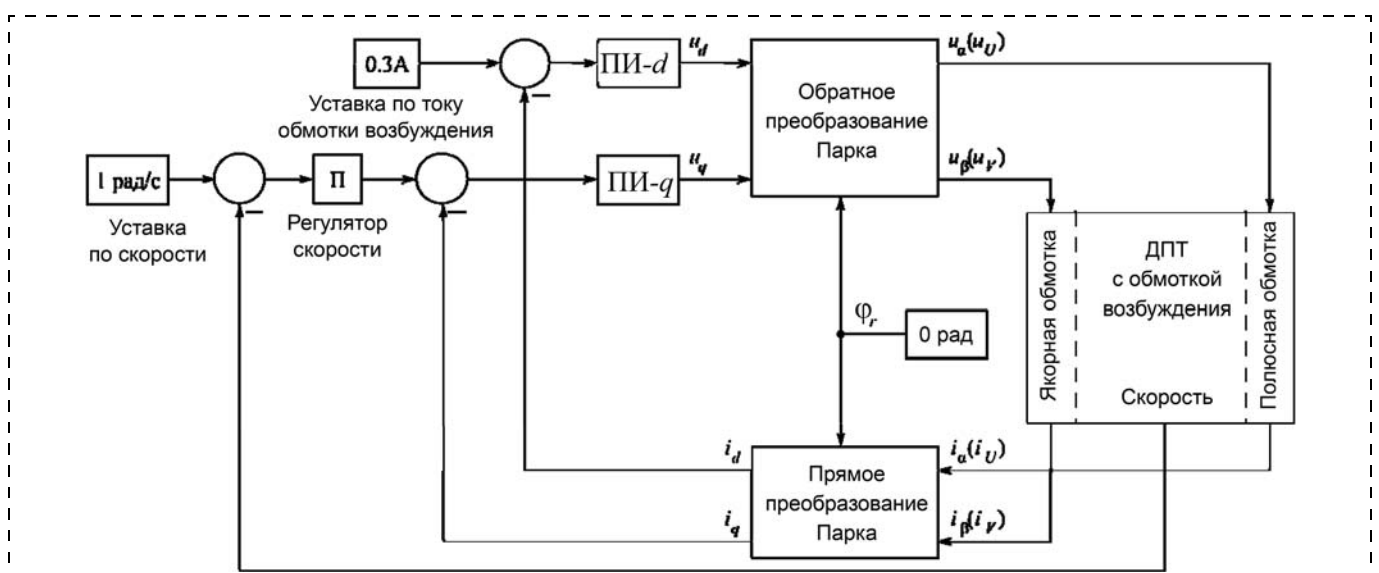 0.3А
Уставка по току
обмотки возбуждения
ПИ-d
u_d
Обратное
преобразование
Парка
u_α(u_U)
u_β(u_V)
1 рад/с
Уставка
по скорости
П
Регулятор
скорости
ПИ-q
u_q
Якорная обмотка
ДПТ
с обмоткой
возбуждения
Скорость
Полюсная обмотка
φ_r
0 рад
i_d
i_q
Прямое
преобразование
Парка
i_α(i_U)
i_β(i_V)